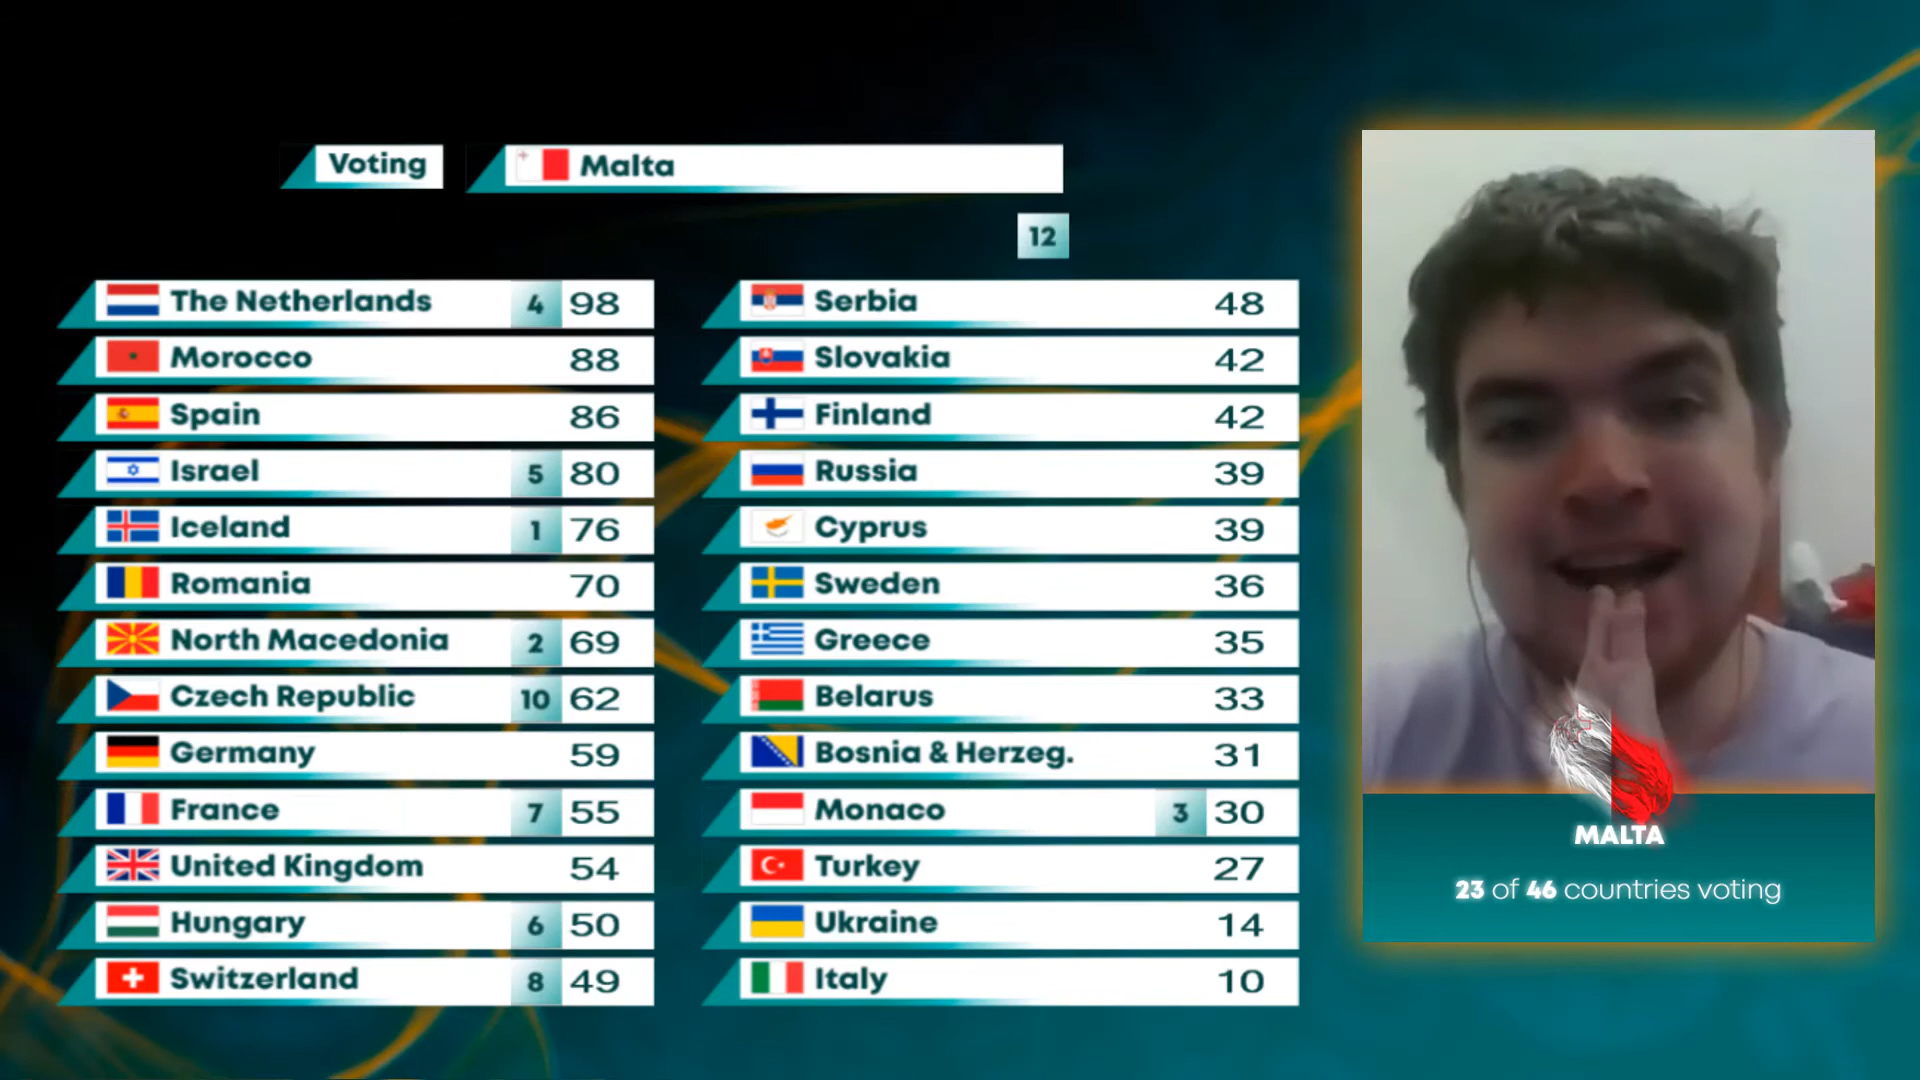 Voting Malta
12
The Netherlands 4 98
Morocco 88
Spain 86
Israel 5 80
Iceland 1 76
Romania 70
North Macedonia 2 69
Czech Republic 10 62
Germany 59
France 7 55
United Kingdom 54
Hungary 6 50
Switzerland 8 49
Serbia 48
Slovakia 42
Finland 42
Russia 39
Cyprus 39
Sweden 36
Greece 35
Belarus 33
Bosnia & Herzeg. 31
Monaco 3 30
Turkey 27
Ukraine 14
Italy 10
MALTA
23 of 46 countries voting